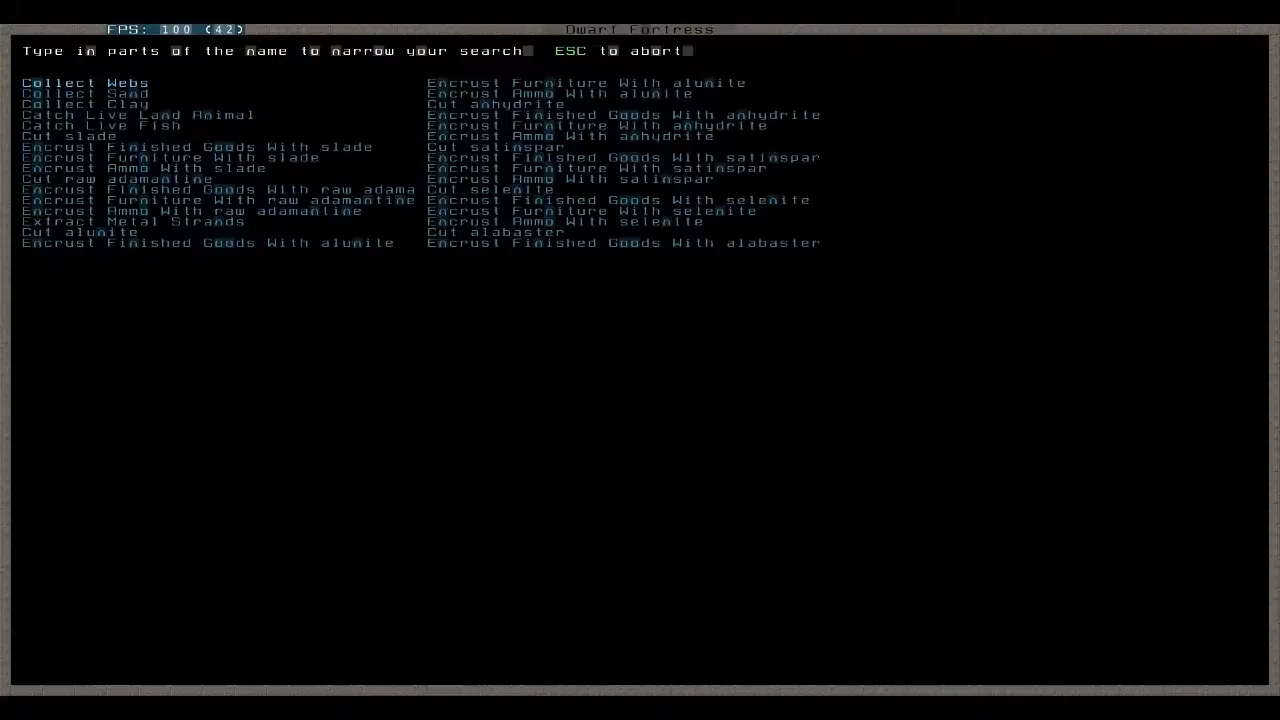 FPS: 100 (42)
Dwarf Fortress
Type in parts of the name to narrow your search. ESC to abort.
Collect Webs
Collect Sand
Collect Clay
Catch Live Land Animal
Catch Live Fish
Cut slade
Encrust Finished Goods With slade
Encrust Furniture With slade
Encrust Ammo With slade
Cut raw adamantine
Encrust Finished Goods With raw adama
Encrust Furniture With raw adamantine
Encrust Ammo With raw adamantine
Extract Metal Strands
Cut alunite
Encrust Finished Goods With alunite
Encrust Furniture With alunite
Encrust Ammo With alunite
Cut anhydrite
Encrust Finished Goods With anhydrite
Encrust Furniture With anhydrite
Encrust Ammo With anhydrite
Cut satinspar
Encrust Finished Goods With satinspar
Encrust Furniture With satinspar
Encrust Ammo With satinspar
Cut selenite
Encrust Finished Goods With selenite
Encrust Furniture With selenite
Encrust Ammo With selenite
Cut alabaster
Encrust Finished Goods With alabaster